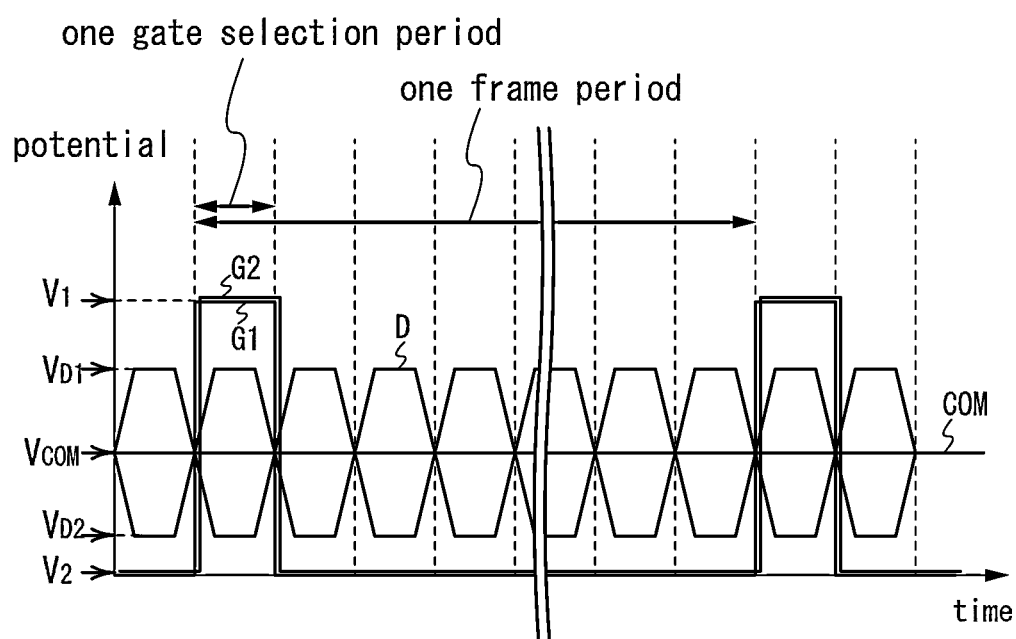 one gate selection period
one frame period
potential
V1
G2
G1
VD1
D
VCOM
COM
VD2
V2
time